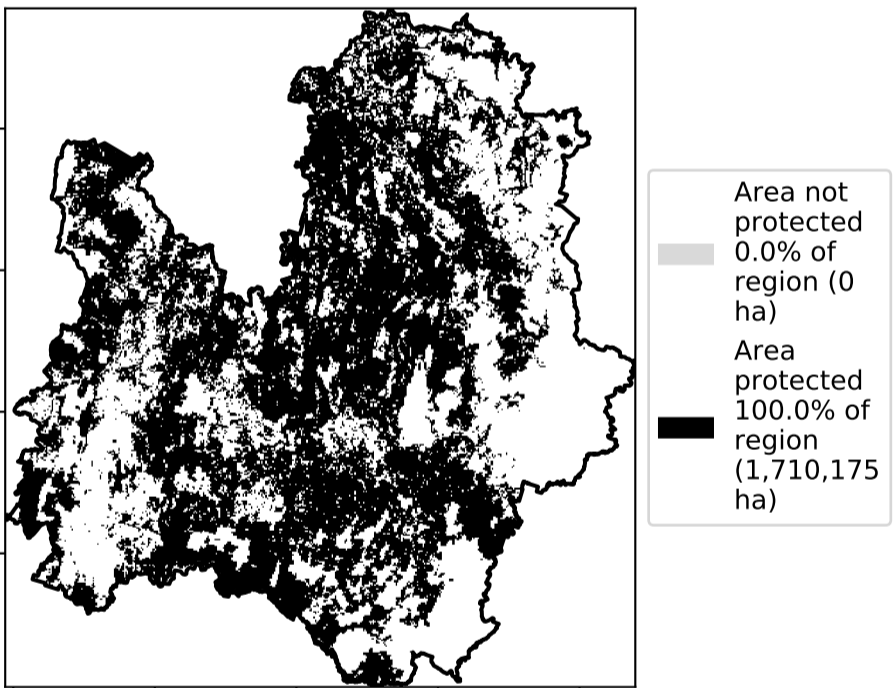 Area not
protected
0.0% of
region (0
ha)
Area
protected
100.0% of
region
(1,710,175
ha)